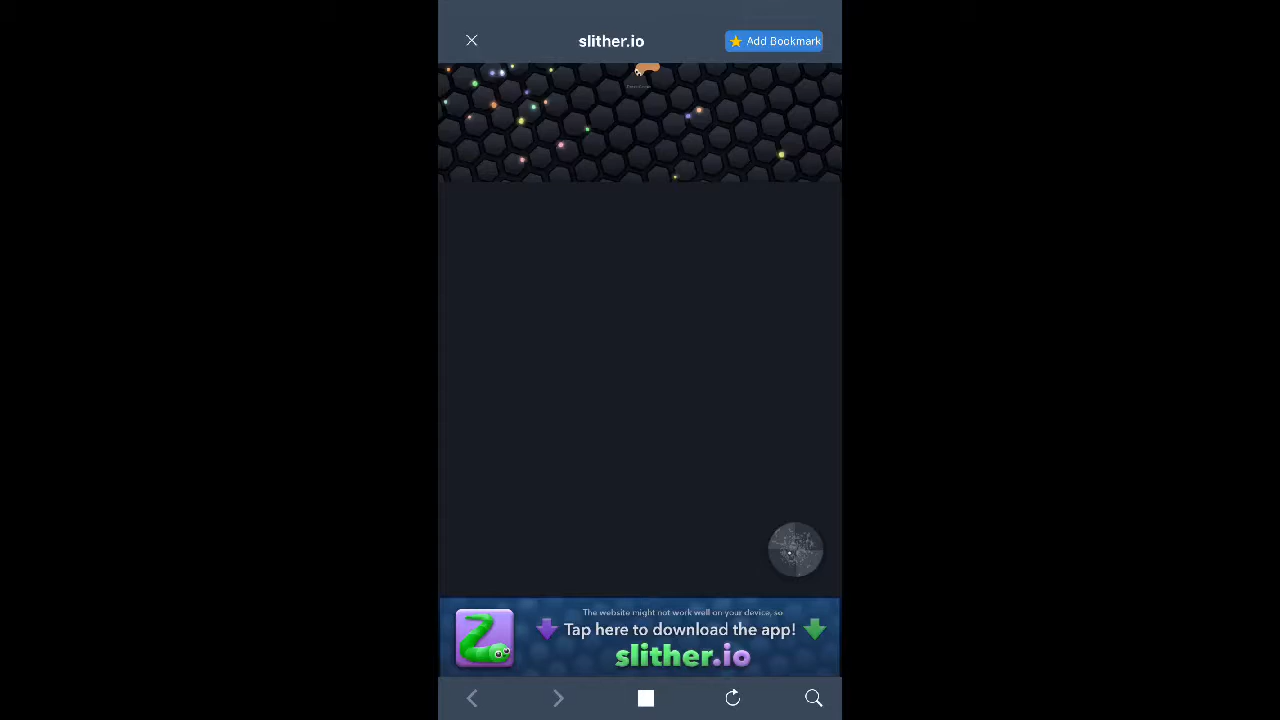 slither.io
Add Bookmark
The website might not work well on your device, so
Tap here to download the app!
slither.io